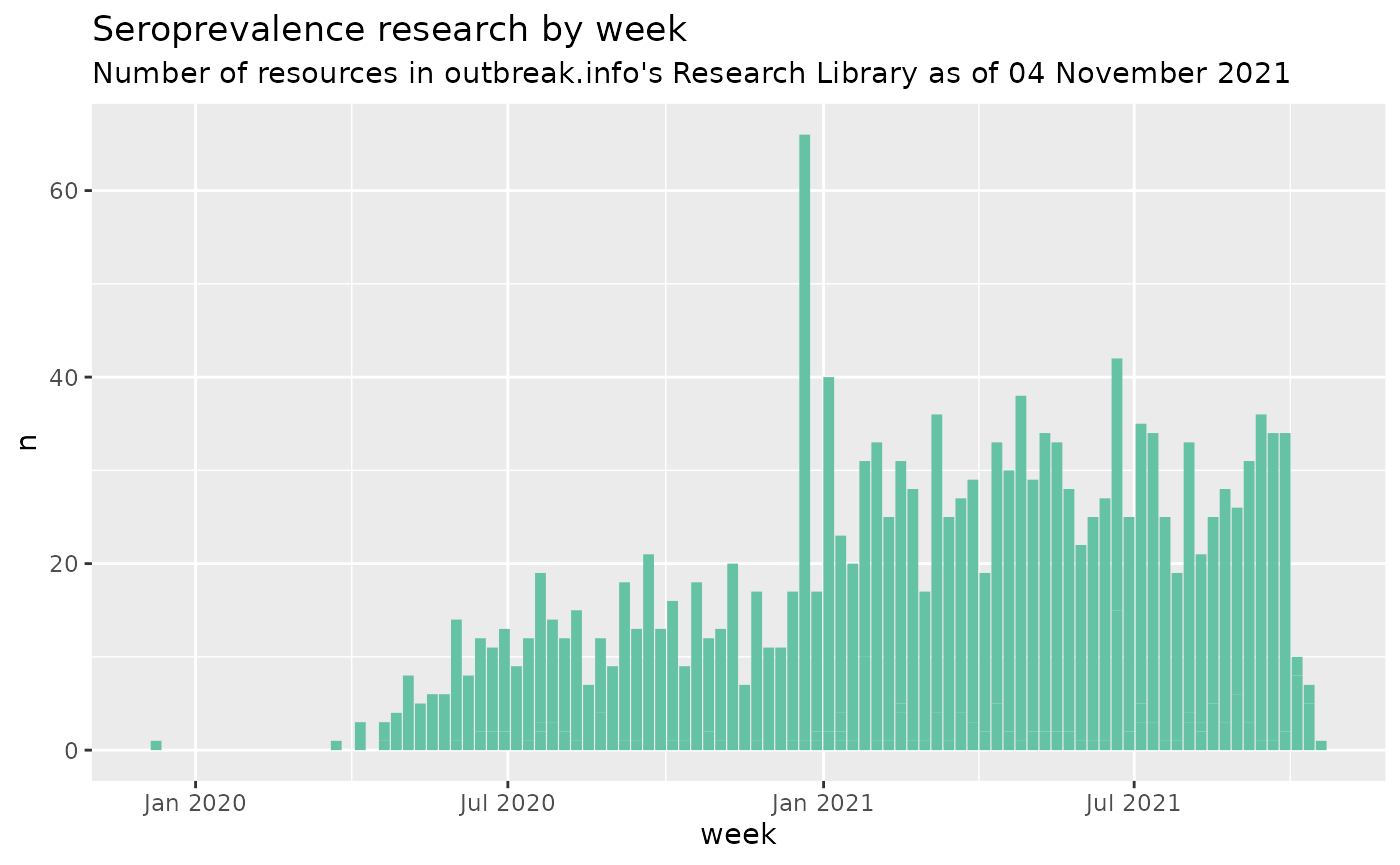 Seroprevalence research by week
Number of resources in outbreak.info's Research Library as of 04 November 2021
60
40
20
0
n
Jan 2020
Jul 2020
Jan 2021
Jul 2021
week